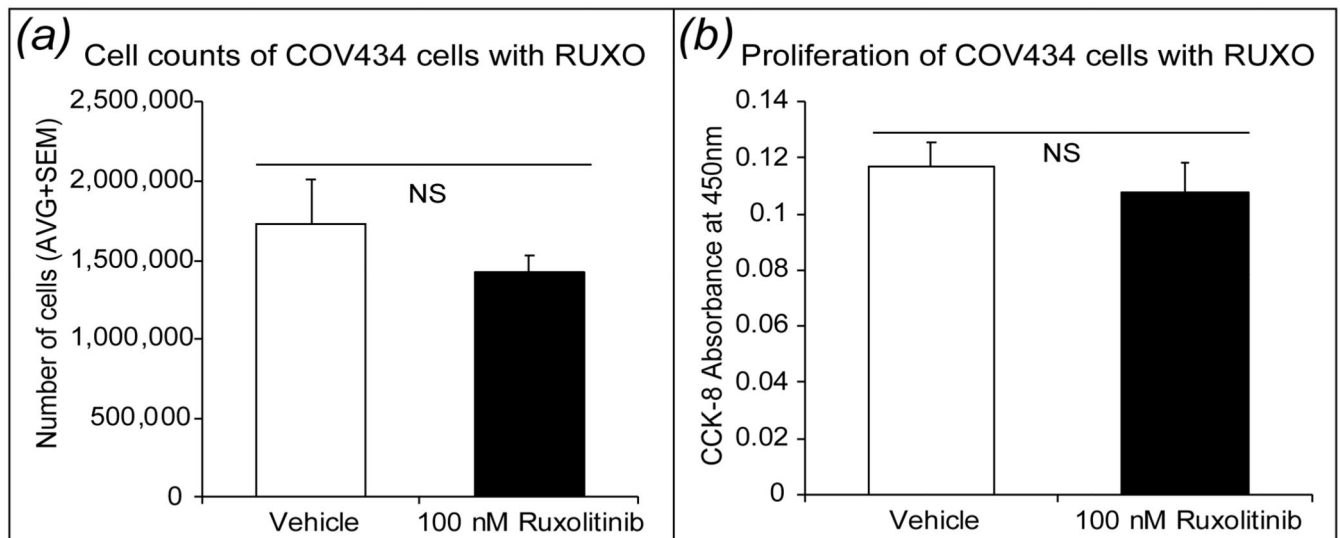 (a)
Cell counts of COV434 cells with RUXO
Number of cells (AVG+SEM)
2,500,000
2,000,000
1,500,000
1,000,000
500,000
0
NS
Vehicle
100 nM Ruxolitinib
(b)
Proliferation of COV434 cells with RUXO
CCK-8 Absorbance at 450nm
0.14
0.12
0.1
0.08
0.06
0.04
0.02
0
NS
Vehicle
100 nM Ruxolitinib